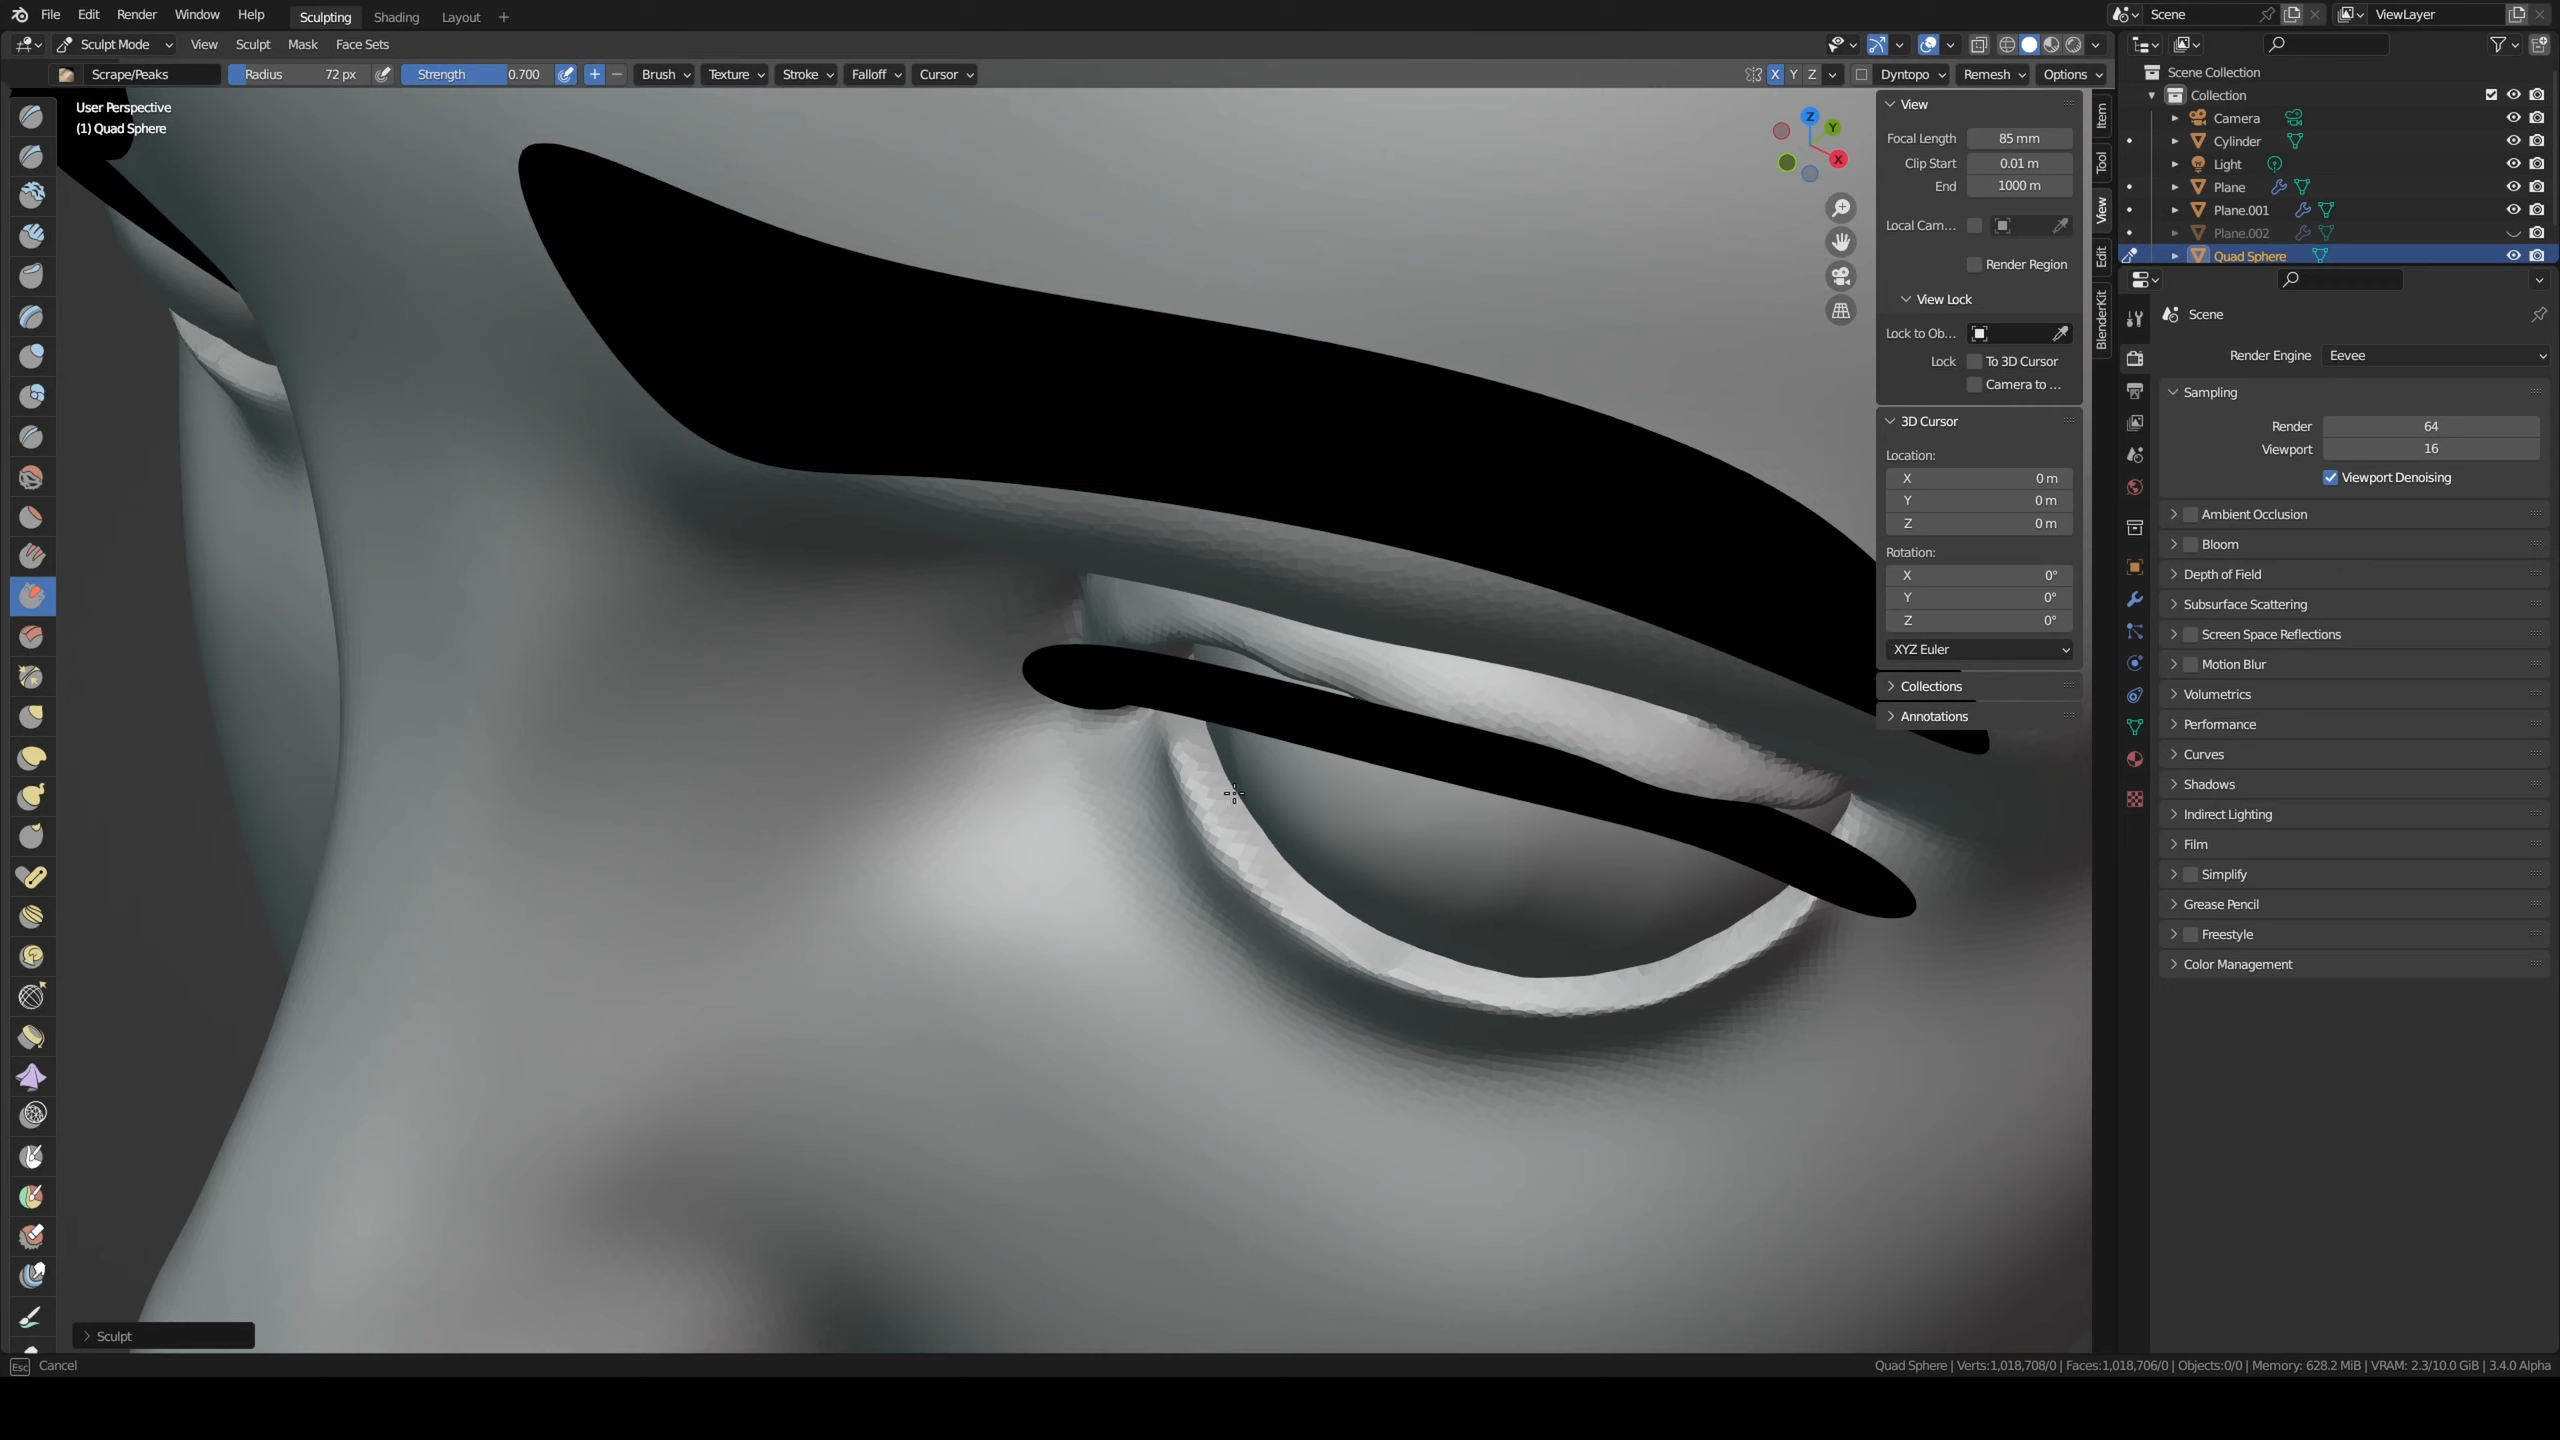 File Edit Render Window Help Sculpting Shading Layout + Scene ViewLayer
Sculpt Mode View Sculpt Mask Face Sets
Scrape/Peaks Radius 72 px Strength 0.700 + − Brush Texture Stroke Falloff Cursor X Y Z Dyntopo Remesh Options
User Perspective
(1) Quad Sphere
Z
Y
X
View
Focal Length 85 mm
Clip Start 0.01 m
End 1000 m
Local Cam...
Render Region
View Lock
Lock to Ob...
Lock To 3D Cursor
Camera to ...
3D Cursor
Location:
X 0 m
Y 0 m
Z 0 m
Rotation:
X 0°
Y 0°
Z 0°
XYZ Euler
Collections
Annotations
Item
Tool
View
Edit
BlenderKit
Scene Collection
Collection
Camera
Cylinder
Light
Plane
Plane.001
Plane.002
Quad Sphere
Scene
Render Engine Eevee
Sampling
Render 64
Viewport 16
Viewport Denoising
Ambient Occlusion
Bloom
Depth of Field
Subsurface Scattering
Screen Space Reflections
Motion Blur
Volumetrics
Performance
Curves
Shadows
Indirect Lighting
Film
Simplify
Grease Pencil
Freestyle
Color Management
Sculpt
Esc Cancel
Quad Sphere | Verts:1,018,708/0 | Faces:1,018,706/0 | Objects:0/0 | Memory: 628.2 MiB | VRAM: 2.3/10.0 GiB | 3.4.0 Alpha